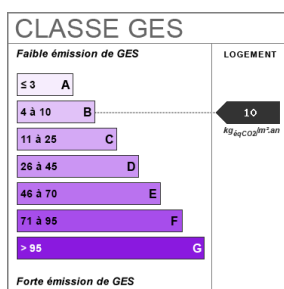 CLASSE GES
Faible émission de GES
LOGEMENT
≤ 3 A
4 à 10 B
10
kgéqCO2/m².an
11 à 25 C
26 à 45 D
46 à 70 E
71 à 95 F
> 95 G
Forte émission de GES